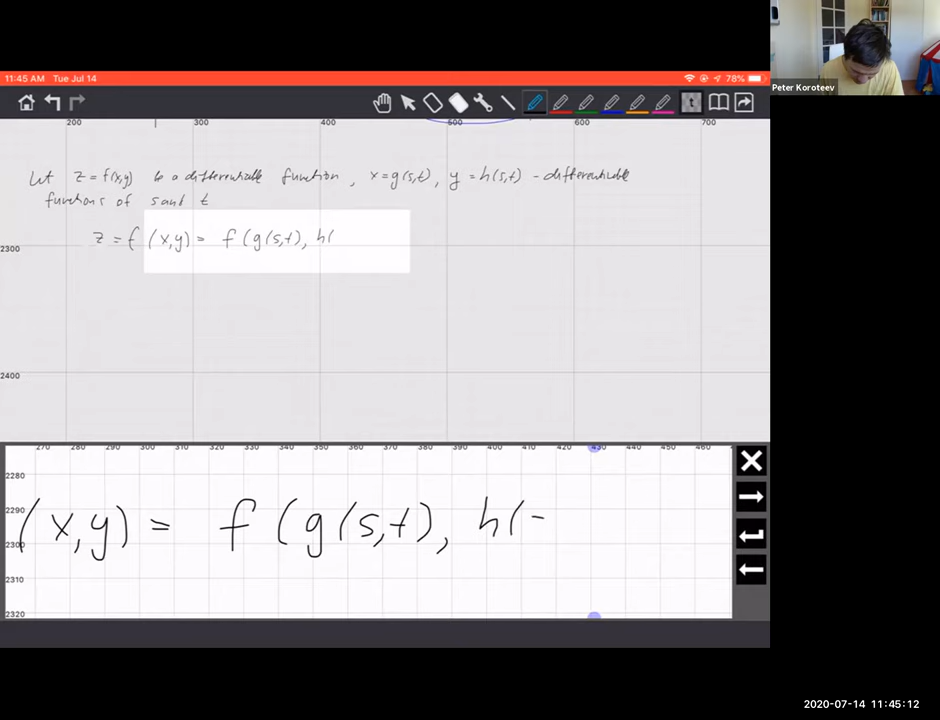 11:45 AM Tue Jul 14
78%
Peter Koroteev
t
200 300 400 500 600 700
Let z = f(x,y) be a differentiable function, x = g(s,t), y = h(s,t) - differentiable
functions of s and t
z = f (x,y) = f (g(s,t), h(
2300
2400
270 280 290 300 310 320 330 340 350 360 370 380 390 400 410 420 430 440 450 460
2280
2290
(x,y) = f (g(s,t), h(
2300
2310
2320
2020-07-14 11:45:12